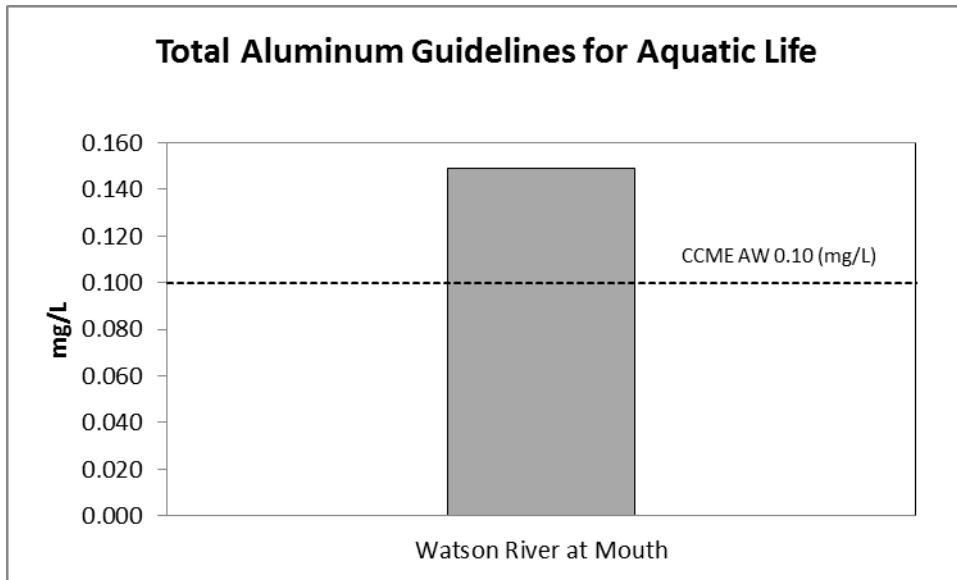 Total Aluminum Guidelines for Aquatic Life
0.160
0.140
0.120
0.100
0.080
0.060
0.040
0.020
0.000
mg/L
CCME AW 0.10 (mg/L)
Watson River at Mouth